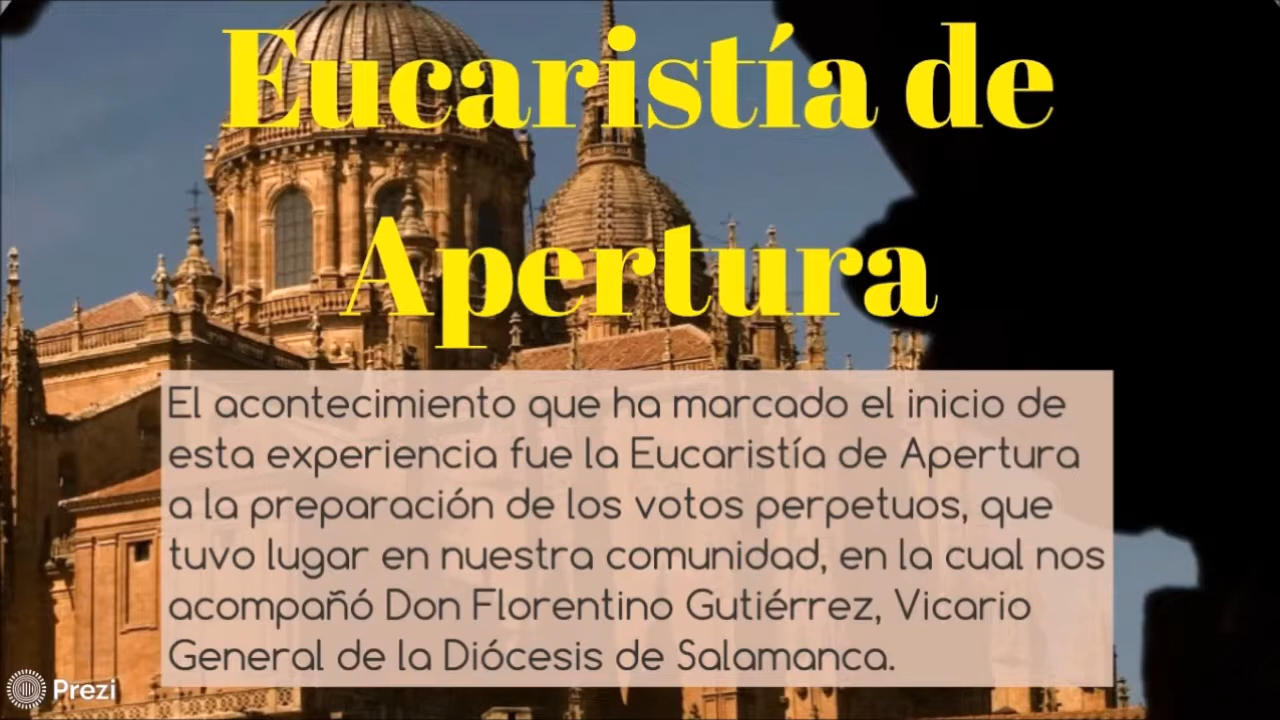 Eucaristía de
Apertura
El acontecimiento que ha marcado el inicio de
esta experiencia fue la Eucaristía de Apertura
a la preparación de los votos perpetuos, que
tuvo lugar en nuestra comunidad, en la cual nos
acompañó Don Florentino Gutiérrez, Vicario
General de la Diócesis de Salamanca.
Prezi